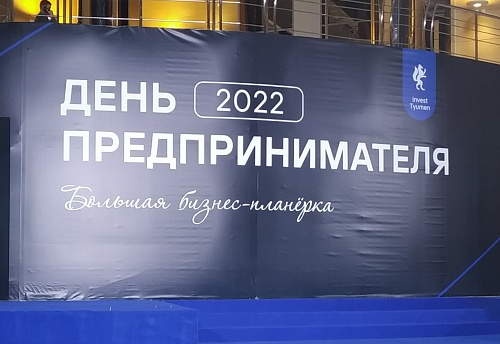 ДЕНЬ 2022
ПРЕДПРИНИМАТЕЛЯ
Большая бизнес-планёрка
Invest
Tyumen